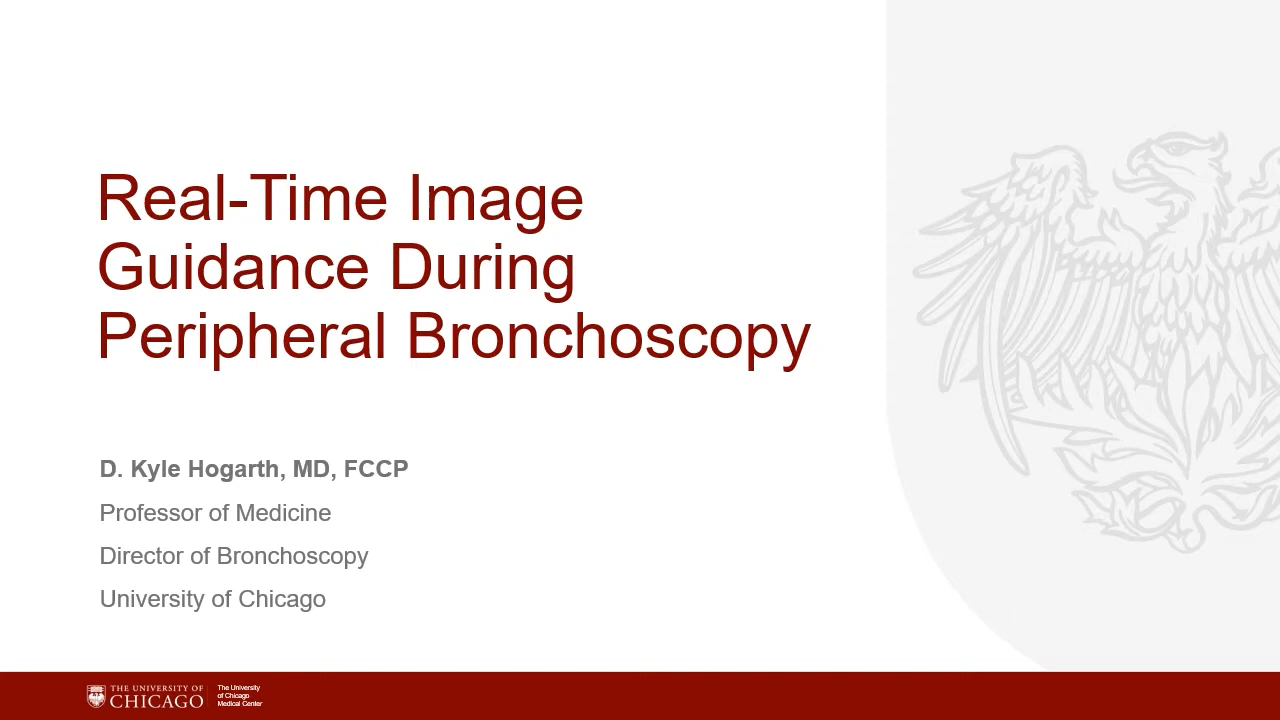 Real-Time Image
Guidance During
Peripheral Bronchoscopy
D. Kyle Hogarth, MD, FCCP
Professor of Medicine
Director of Bronchoscopy
University of Chicago
THE UNIVERSITY OF
CHICAGO
The University
of Chicago
Medical Center